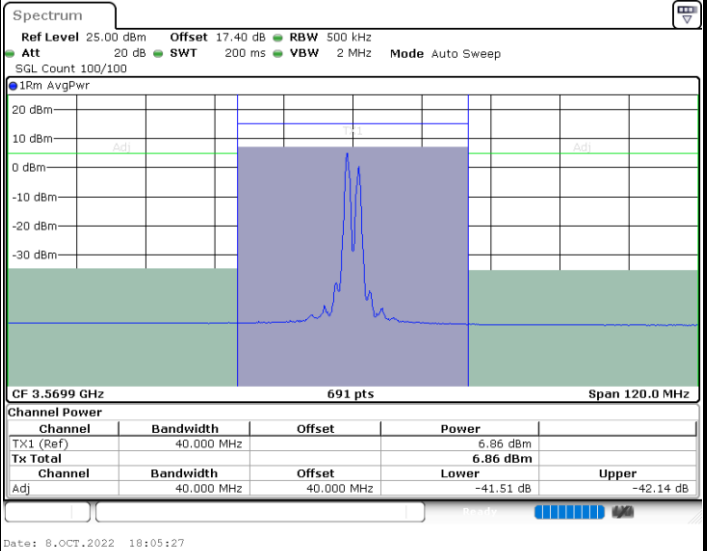 Spectrum
Ref Level 25.00 dBm Offset 17.40 dB RBW 500 kHz
Att 20 dB SWT 200 ms VBW 2 MHz Mode Auto Sweep
SGL Count 100/100
1Rm AvgPwr
20 dBm
TX1
10 dBm
Adj Adj
0 dBm
-10 dBm
-20 dBm
-30 dBm
CF 3.5699 GHz 691 pts Span 120.0 MHz
Channel Power
Channel Bandwidth Offset Power
TX1 (Ref) 40.000 MHz 6.86 dBm
Tx Total 6.86 dBm
Channel Bandwidth Offset Lower Upper
Adj 40.000 MHz 40.000 MHz -41.51 dB -42.14 dB
Ready
Date: 8.OCT.2022 18:05:27